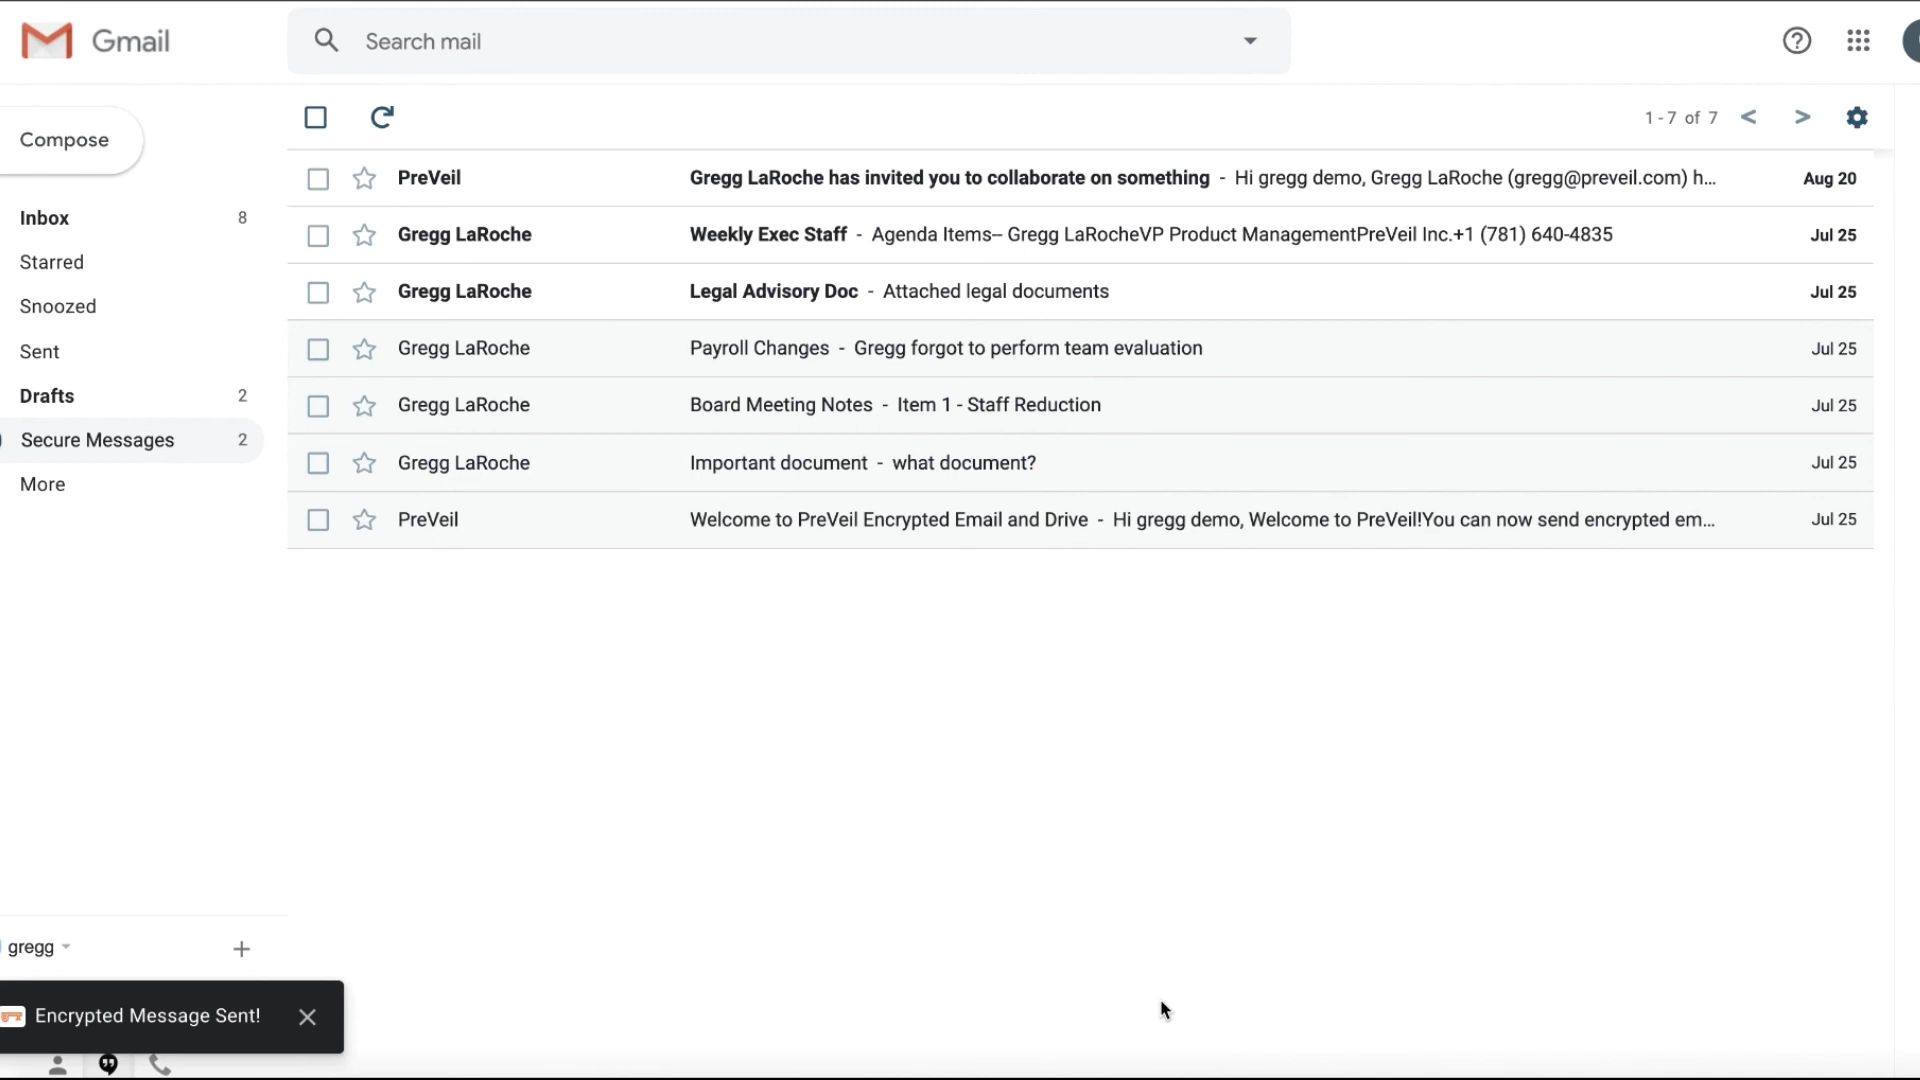 Gmail
Search mail
Compose
1 - 7 of 7
Inbox 8
Starred
Snoozed
Sent
Drafts 2
Secure Messages 2
More
PreVeil Gregg LaRoche has invited you to collaborate on something - Hi gregg demo, Gregg LaRoche (gregg@preveil.com) h... Aug 20
Gregg LaRoche Weekly Exec Staff - Agenda Items-- Gregg LaRocheVP Product ManagementPreVeil Inc.+1 (781) 640-4835 Jul 25
Gregg LaRoche Legal Advisory Doc - Attached legal documents Jul 25
Gregg LaRoche Payroll Changes - Gregg forgot to perform team evaluation Jul 25
Gregg LaRoche Board Meeting Notes - Item 1 - Staff Reduction Jul 25
Gregg LaRoche Important document - what document? Jul 25
PreVeil Welcome to PreVeil Encrypted Email and Drive - Hi gregg demo, Welcome to PreVeil!You can now send encrypted em... Jul 25
gregg
Encrypted Message Sent!